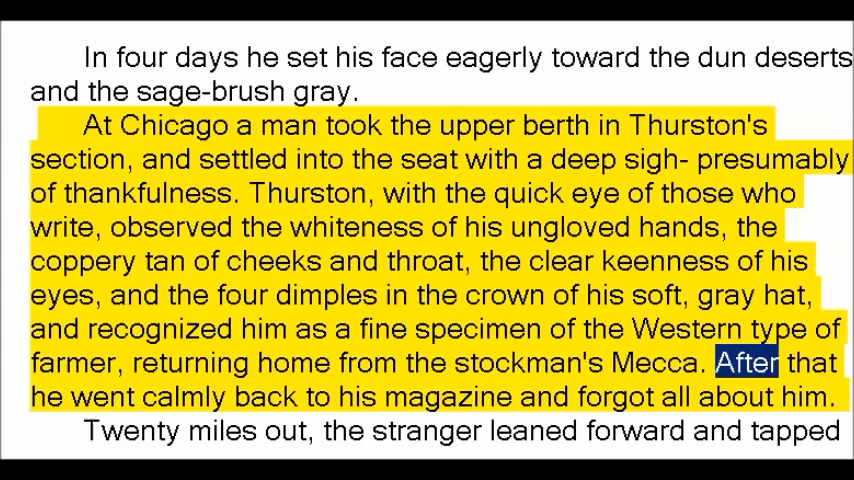 In four days he set his face eagerly toward the dun deserts
and the sage-brush gray.
At Chicago a man took the upper berth in Thurston's
section, and settled into the seat with a deep sigh- presumably
of thankfulness. Thurston, with the quick eye of those who
write, observed the whiteness of his ungloved hands, the
coppery tan of cheeks and throat, the clear keenness of his
eyes, and the four dimples in the crown of his soft, gray hat,
and recognized him as a fine specimen of the Western type of
farmer, returning home from the stockman's Mecca. After that
he went calmly back to his magazine and forgot all about him.
Twenty miles out, the stranger leaned forward and tapped